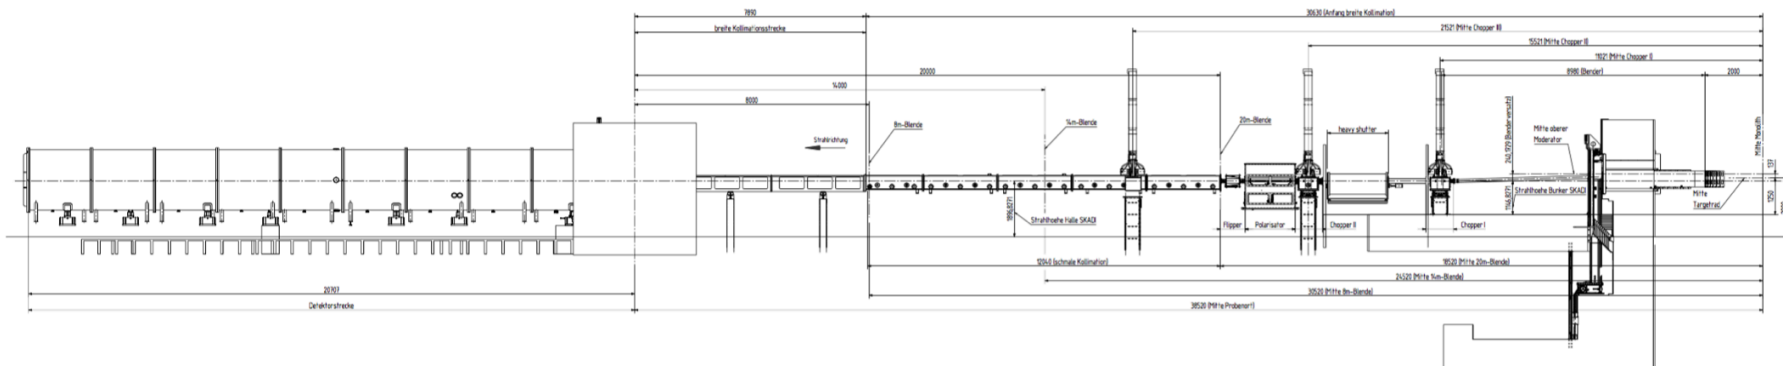 7890
30630 (Anfang breite Kollimation)
breite Kollimationsstrecke
21521 (Mitte Chopper III)
15521 (Mitte Chopper II)
11021 (Mitte Chopper I)
20000
8980 (Bender)
2000
14000
8000
8m-Blende
14m-Blende
20m-Blende
heavy shutter
Strahlrichtung
Mitte oberer
Moderator
Mitte Monolith
137
1250
Mitte
Targetrad
Strahlhoehe Bunker SKADI
Strahlhoehe Halle SKADI
Flipper
Polarisator
Chopper II
Chopper I
12040 (schmale Kollimation)
18520 (Mitte 20m-Blende)
24520 (Mitte 14m-Blende)
20707
30520 (Mitte 8m-Blende)
Detektorstrecke
38520 (Mitte Probenort)